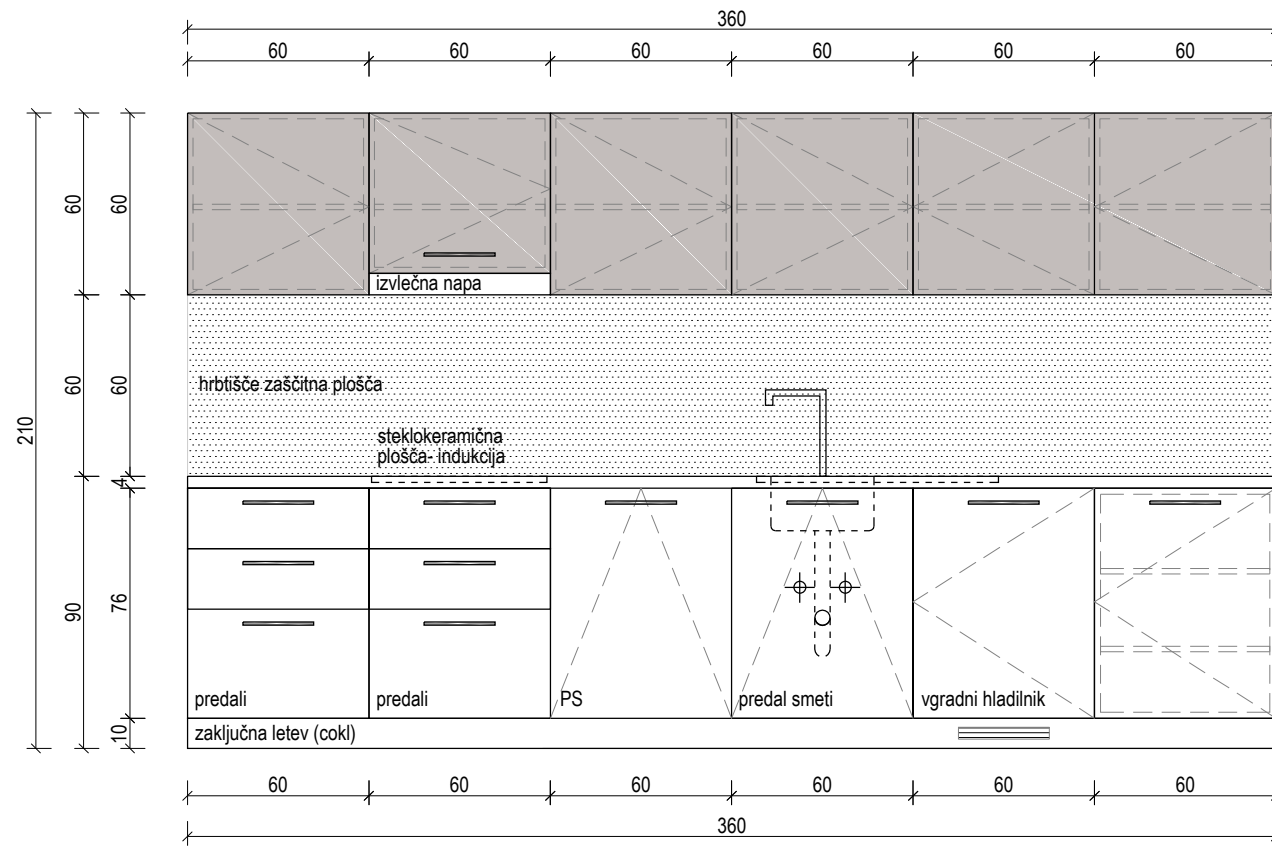 360
60 60 60 60 60 60
60
60
izvlečna napa
210
60
60
hrbtišče zaščitna plošča
steklokeramična
plošča- indukcija
4
90
76
predali
predali
PS
predal smeti
vgradni hladilnik
10
zaključna letev (cokl)
60 60 60 60 60 60
360